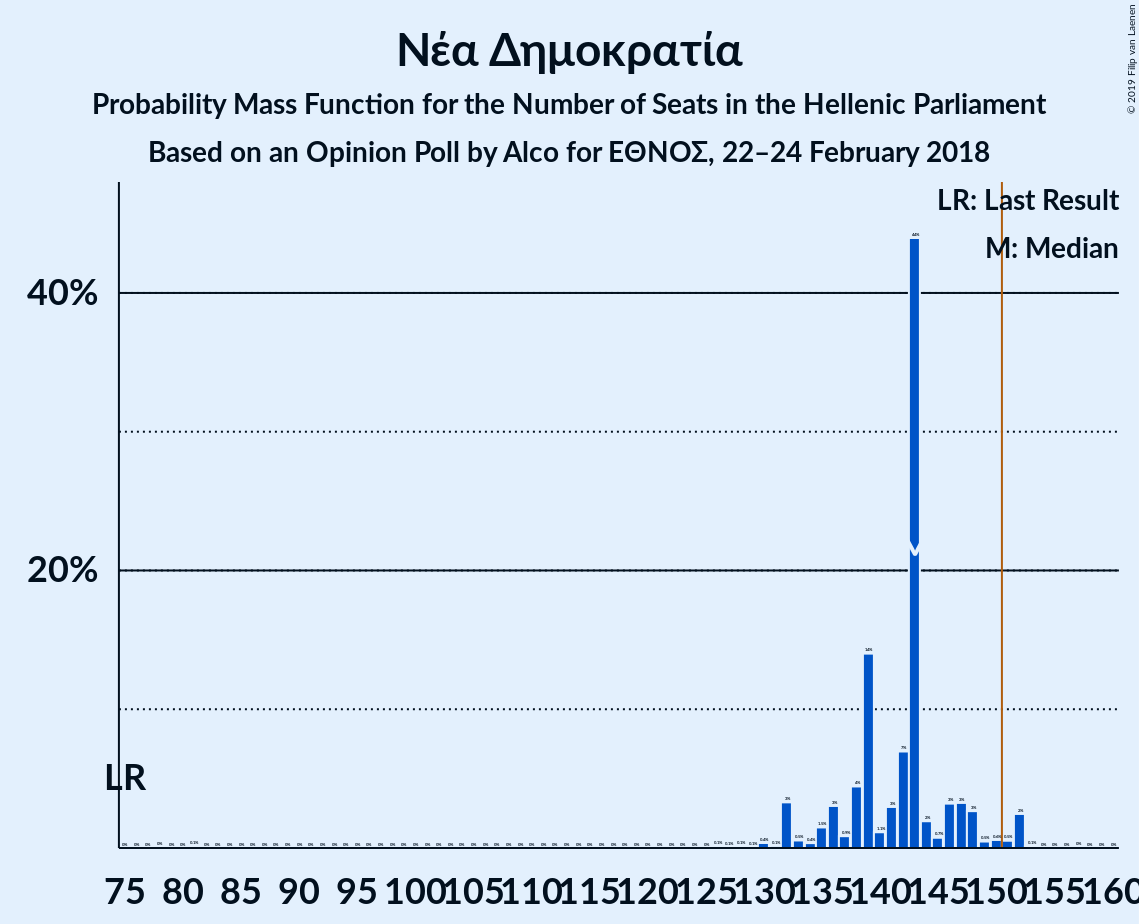 Νέα Δημοκρατία
Probability Mass Function for the Number of Seats in the Hellenic Parliament
Based on an Opinion Poll by Alco for ΕΘΝΟΣ, 22–24 February 2018
© 2019 Filip van Laenen
LR: Last Result
M: Median
40%
20%
44%
14%
M
LR
75 80 85 90 95 100 105 110 115 120 125 130 135 140 145 150 155 160